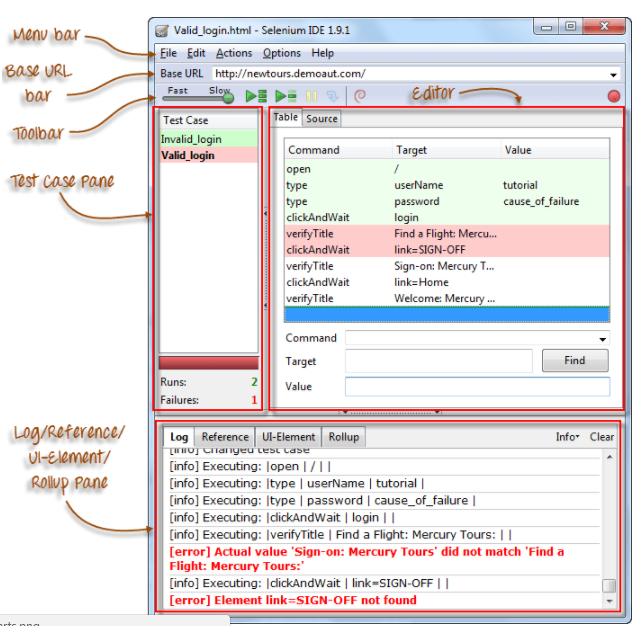 Valid_login.html - Selenium IDE 1.9.1
Menu bar
File Edit Actions Options Help
Base URL
bar
Base URL http://newtours.demoaut.com/
Toolbar
Fast Slow
Editor
Test Case Pane
Test Case
Invalid_login
Valid_login
Runs: 2
Failures: 1
Table Source
Command Target Value
open /
type userName tutorial
type password cause_of_failure
clickAndWait login
verifyTitle Find a Flight: Mercu...
clickAndWait link=SIGN-OFF
verifyTitle Sign-on: Mercury T...
clickAndWait link=Home
verifyTitle Welcome: Mercury ...
Command
Target Find
Value
Log/Reference/
UI-Element/
Rollup Pane
Log Reference UI-Element Rollup Info Clear
[info] Changed test case
[info] Executing: |open | / | |
[info] Executing: |type | userName | tutorial |
[info] Executing: |type | password | cause_of_failure |
[info] Executing: |clickAndWait | login | |
[info] Executing: |verifyTitle | Find a Flight: Mercury Tours: | |
[error] Actual value 'Sign-on: Mercury Tours' did not match 'Find a
Flight: Mercury Tours:'
[info] Executing: |clickAndWait | link=SIGN-OFF | |
[error] Element link=SIGN-OFF not found